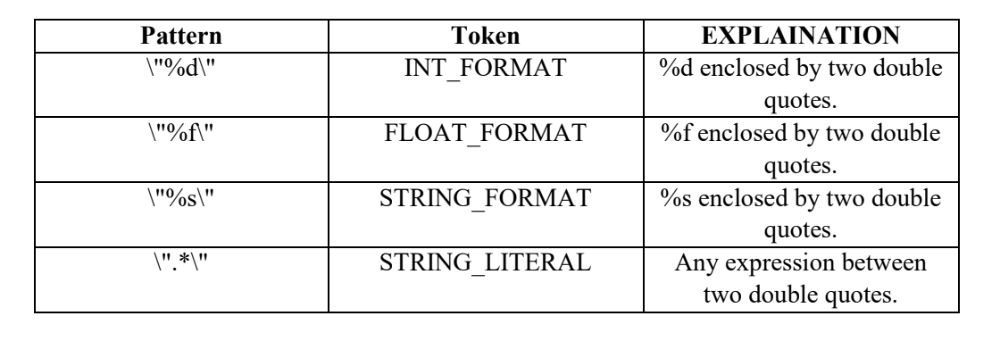 Pattern Token EXPLAINATION
\"%d\" INT_FORMAT %d enclosed by two double
quotes.
\"%f\" FLOAT_FORMAT %f enclosed by two double
quotes.
\"%s\" STRING_FORMAT %s enclosed by two double
quotes.
\".*\" STRING_LITERAL Any expression between
two double quotes.